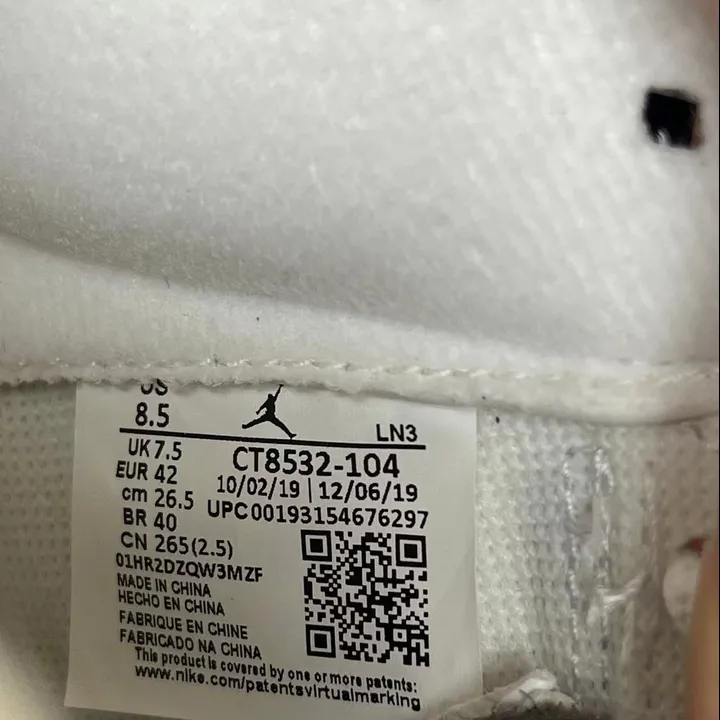 US
8.5
LN3
UK 7.5
EUR 42
cm 26.5
BR 40
CN 265(2.5)
CT8532-104
10/02/19 | 12/06/19
UPC00193154676297
01HR2DZQW3MZF
MADE IN CHINA
HECHO EN CHINA
FABRIQUE EN CHINE
FABRICADO NA CHINA
This product is covered by one or more patents:
www.nike.com/patentsvirtualmarking